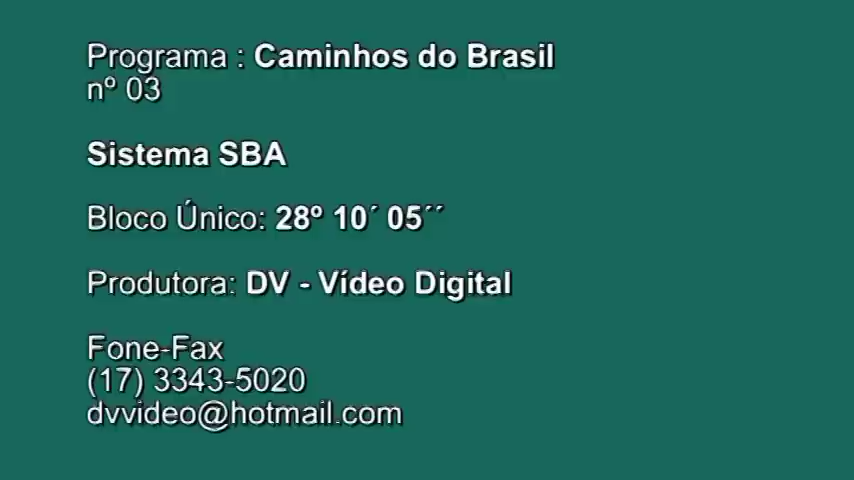 Programa : Caminhos do Brasil
nº 03
Sistema SBA
Bloco Único: 28º 10´ 05´´
Produtora: DV - Vídeo Digital
Fone-Fax
(17) 3343-5020
dvvideo@hotmail.com